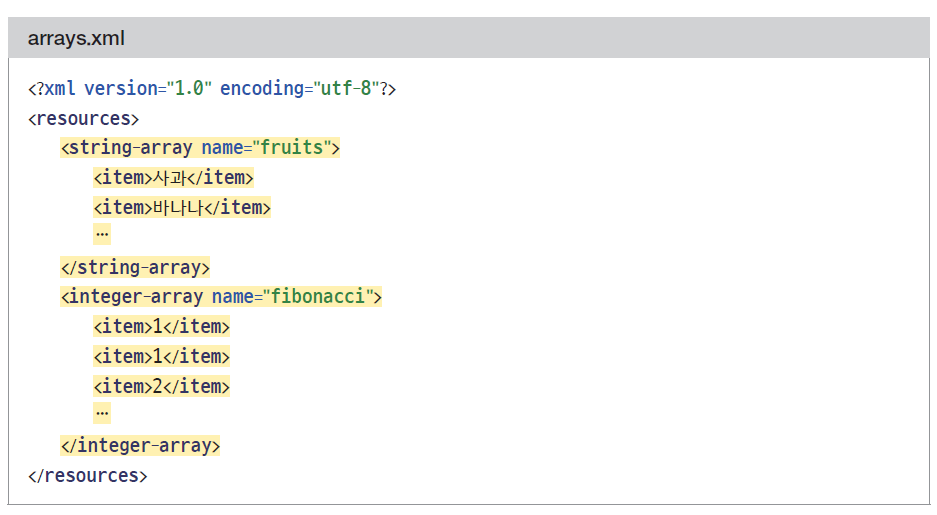 arrays.xml
<?xml version="1.0" encoding="utf-8"?>
<resources>
<string-array name="fruits">
<item>사과</item>
<item>바나나</item>
…
</string-array>
<integer-array name="fibonacci">
<item>1</item>
<item>1</item>
<item>2</item>
…
</integer-array>
</resources>